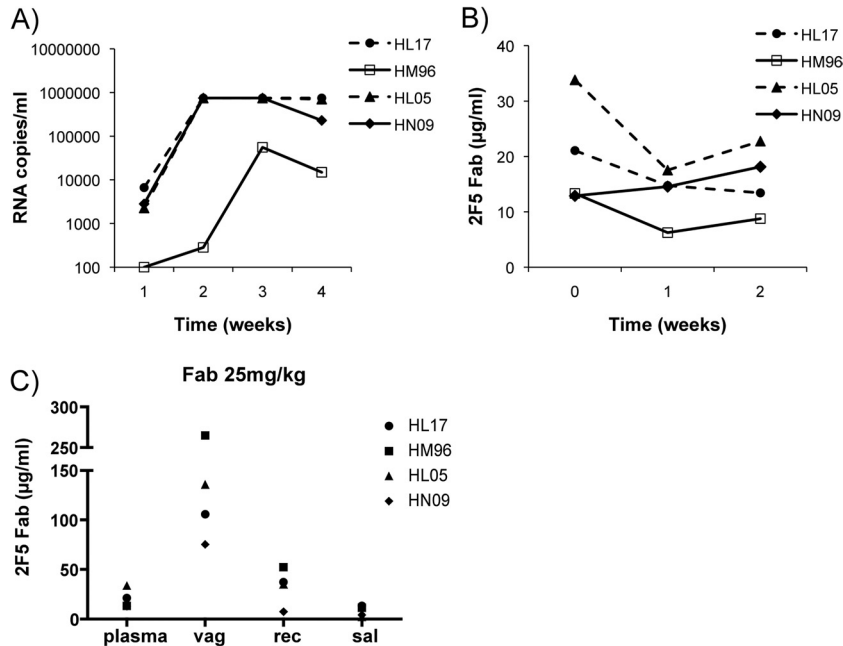 A)
10000000
1000000
100000
10000
1000
100
RNA copies/ml
1 2 3 4
Time (weeks)
HL17
HM96
HL05
HN09
B)
40
30
20
10
0
2F5 Fab (µg/ml)
0 1 2
Time (weeks)
HL17
HM96
HL05
HN09
C)
Fab 25mg/kg
300
250
150
100
50
0
2F5 Fab (µg/ml)
plasma vag rec sal
HL17
HM96
HL05
HN09